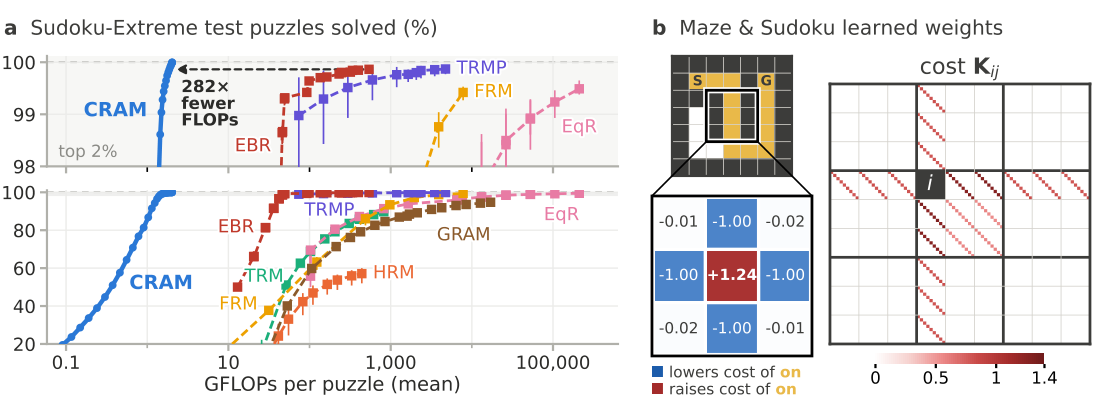 a Sudoku-Extreme test puzzles solved (%)
100
99
98
CRAM
282×
fewer
FLOPs
TRMP
FRM
EBR
EqR
top 2%
100
80
60
40
20
EBR
TRMP
EqR
GRAM
CRAM
TRM
HRM
FRM
0.1
10
1,000
100,000
GFLOPs per puzzle (mean)
b Maze & Sudoku learned weights
S G
-0.01 -1.00 -0.02
-1.00 +1.24 -1.00
-0.02 -1.00 -0.01
lowers cost of on
raises cost of on
cost Kij
i
0 0.5 1 1.4